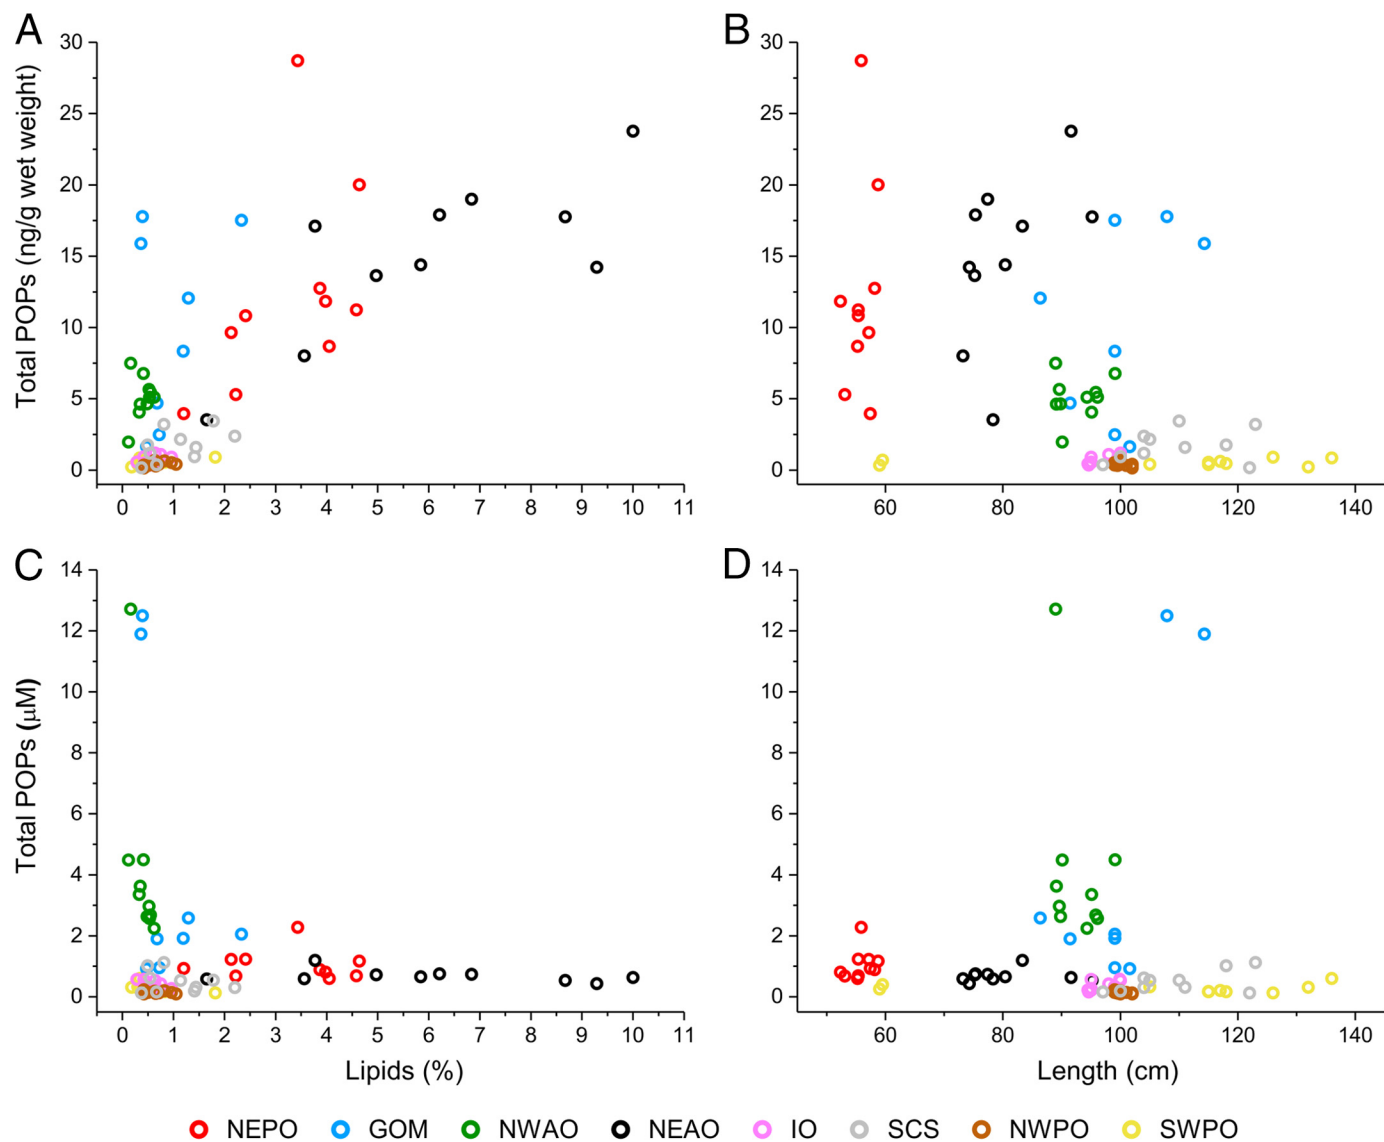 A
B
30
25
20
15
10
5
0
Total POPs (ng/g wet weight)
0 1 2 3 4 5 6 7 8 9 10 11
30
25
20
15
10
5
0
60 80 100 120 140
C
D
14
12
10
8
6
4
2
0
Total POPs (μM)
0 1 2 3 4 5 6 7 8 9 10 11
Lipids (%)
14
12
10
8
6
4
2
0
60 80 100 120 140
Length (cm)
NEPO GOM NWAO NEAO IO SCS NWPO SWPO